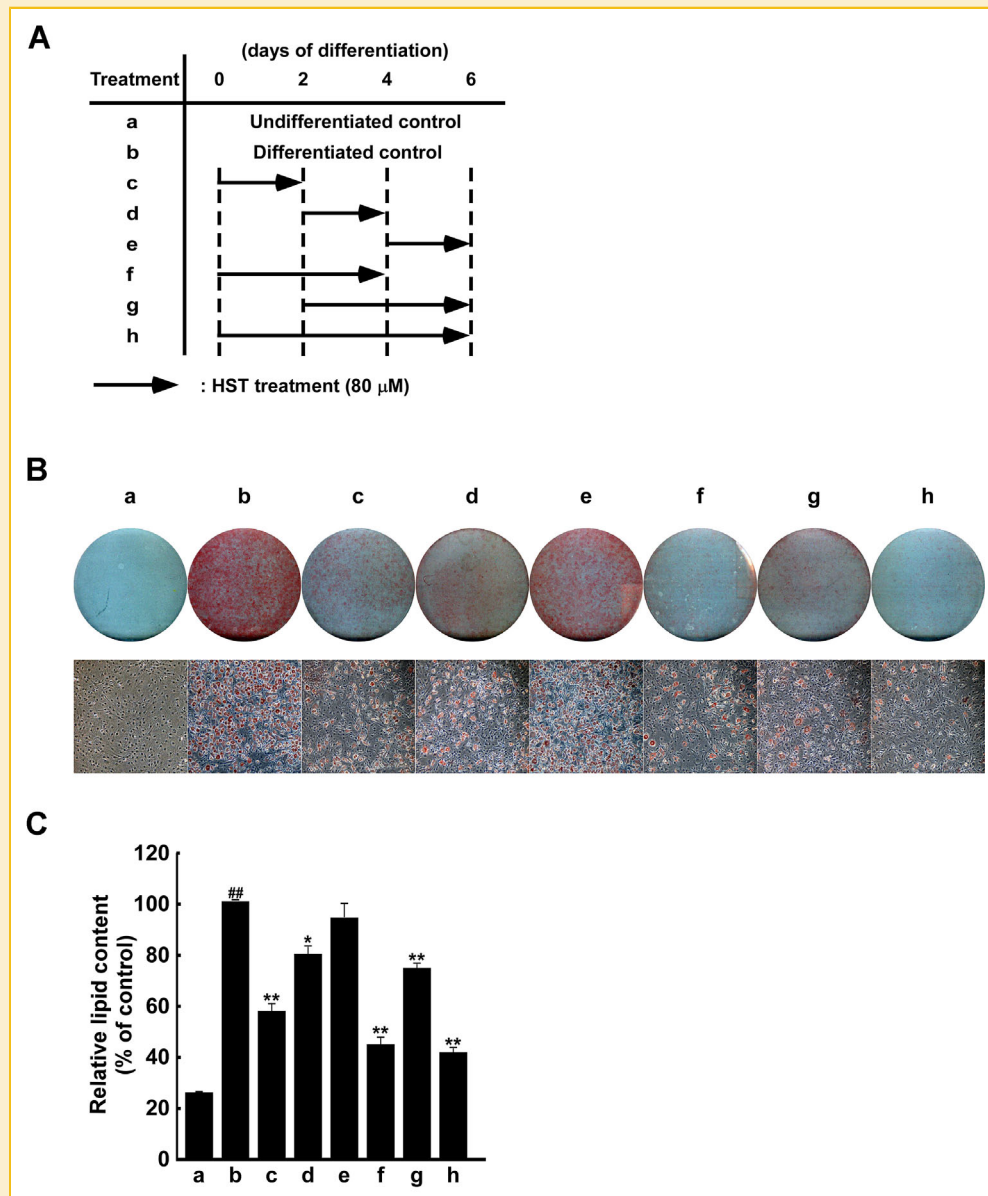 A
(days of differentiation)
Treatment 0 2 4 6
a Undifferentiated control
b Differentiated control
c
d
e
f
g
h
: HST treatment (80 μM)
B
a b c d e f g h
C
Relative lipid content
(% of control)
120
100
80
60
40
20
0
##
**
*
**
**
**
a b c d e f g h